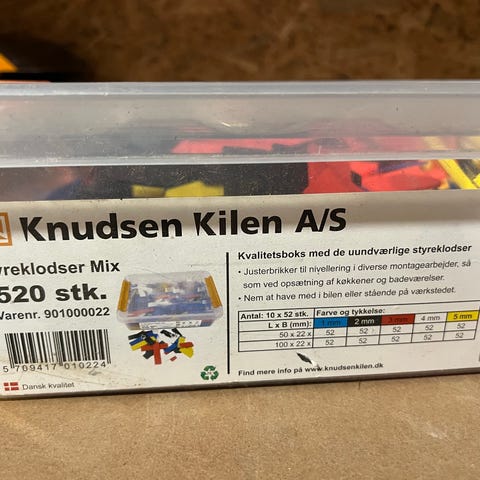 Knudsen Kilen A/S
yreklodser Mix
520 stk.
Varenr. 901000022
5 709417 010224
Dansk kvalitet
Kvalitetsboks med de uundværlige styreklodser
· Justerbrikker til nivellering i diverse montagearbejder, så
som ved opsætning af køkkener og badeværelser.
· Nem at have med i bilen eller stående på værkstedet.
Antal: 10 x 52 stk. Farve og tykkelse:
L x B (mm): 1 mm 2 mm 3 mm 4 mm 5 mm
50 x 22 x 52 52 52 52 52
100 x 22 x 52 52 52 52 52
Find mere info på www.knudsenkilen.dk